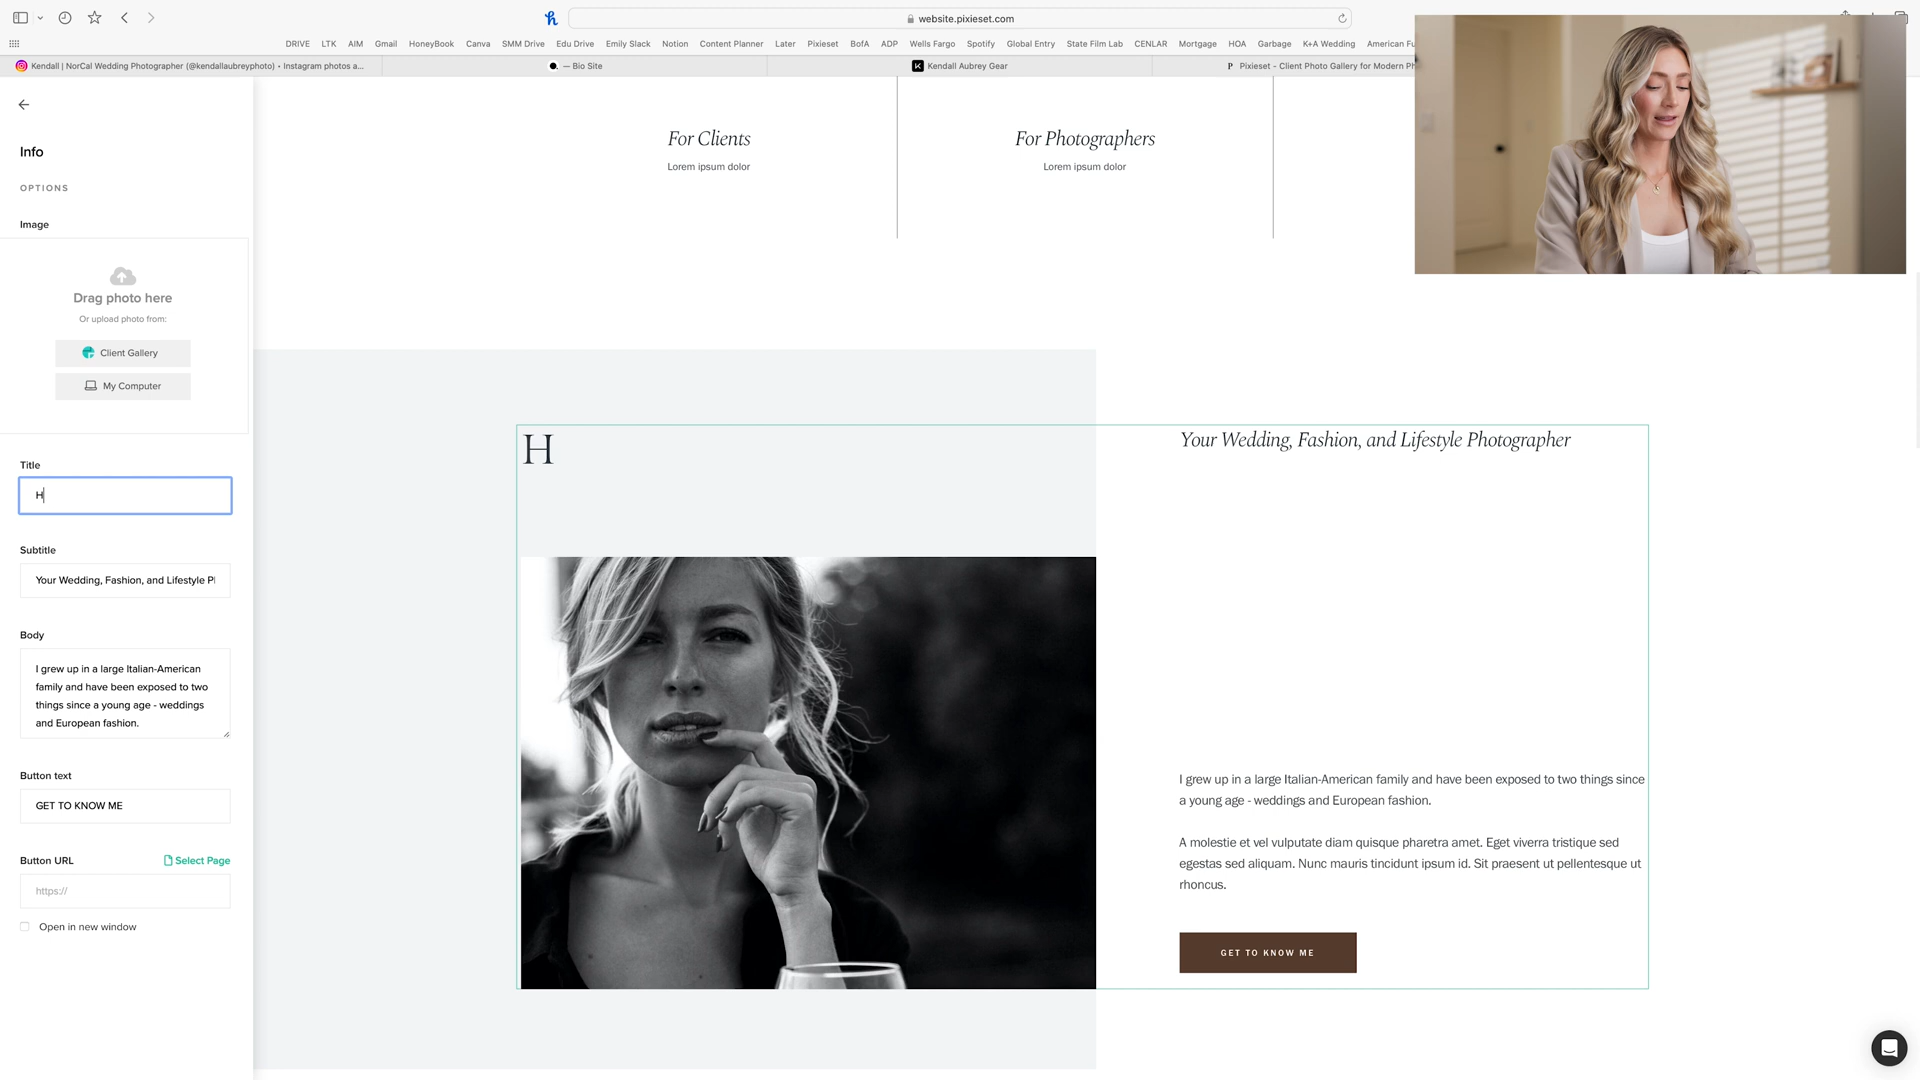 website.pixieset.com
DRIVE LTK AIM Gmail HoneyBook Canva SMM Drive Edu Drive Emily Slack Notion Content Planner Later Pixieset BofA ADP Wells Fargo Spotify Global Entry State Film Lab CENLAR Mortgage HOA Garbage K+A Wedding American Fu
Kendall | NorCal Wedding Photographer (@kendallaubreyphoto) • Instagram photos a...
— Bio Site
Kendall Aubrey Gear
Pixieset - Client Photo Gallery for Modern Ph
Info
OPTIONS
Image
Drag photo here
Or upload photo from:
Client Gallery
My Computer
Title
H
Subtitle
Your Wedding, Fashion, and Lifestyle Pl
Body
I grew up in a large Italian-American
family and have been exposed to two
things since a young age - weddings
and European fashion.
Button text
GET TO KNOW ME
Button URL
Select Page
https://
Open in new window
For Clients
Lorem ipsum dolor
For Photographers
Lorem ipsum dolor
H
Your Wedding, Fashion, and Lifestyle Photographer
I grew up in a large Italian-American family and have been exposed to two things since
a young age - weddings and European fashion.
A molestie et vel vulputate diam quisque pharetra amet. Eget viverra tristique sed
egestas sed aliquam. Nunc mauris tincidunt ipsum id. Sit praesent ut pellentesque ut
rhoncus.
GET TO KNOW ME